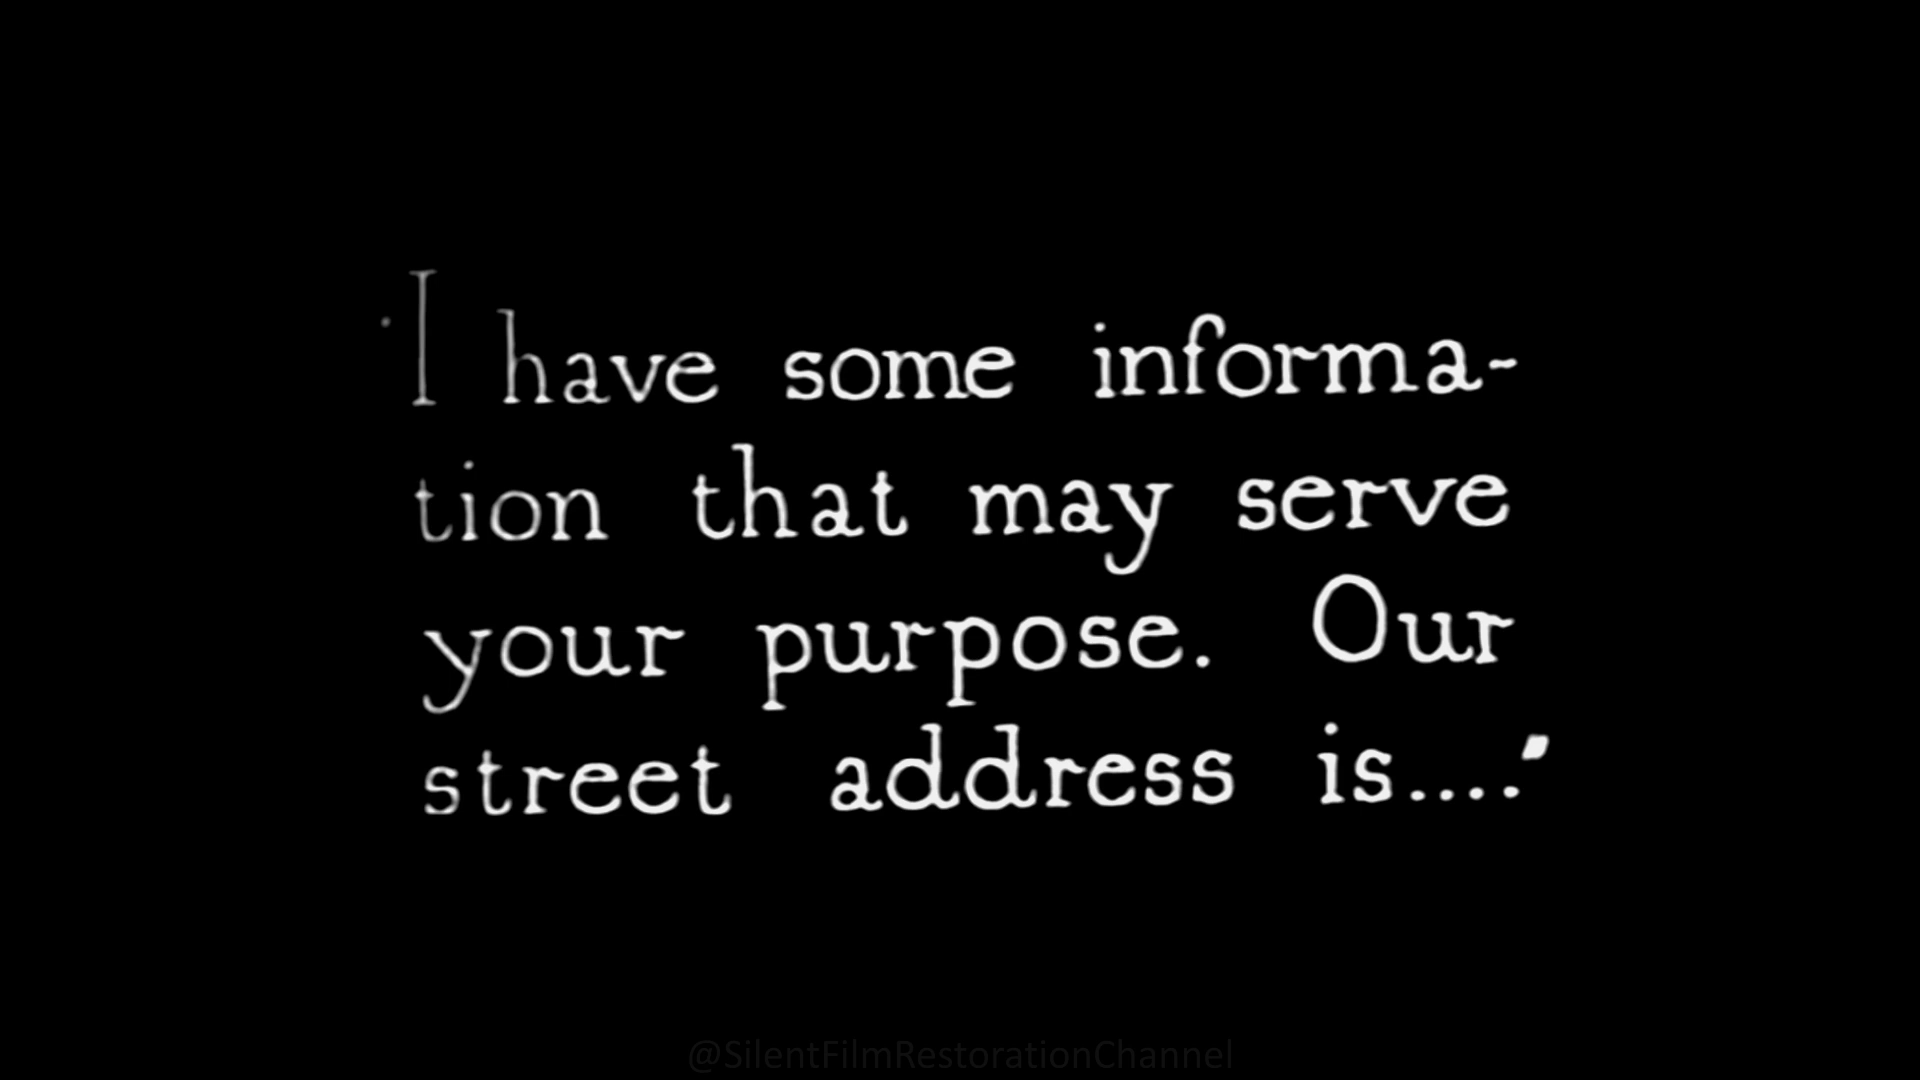 "I have some informa-
tion that may serve
your purpose. Our
street address is...."
@SilentFilmRestorationChannel